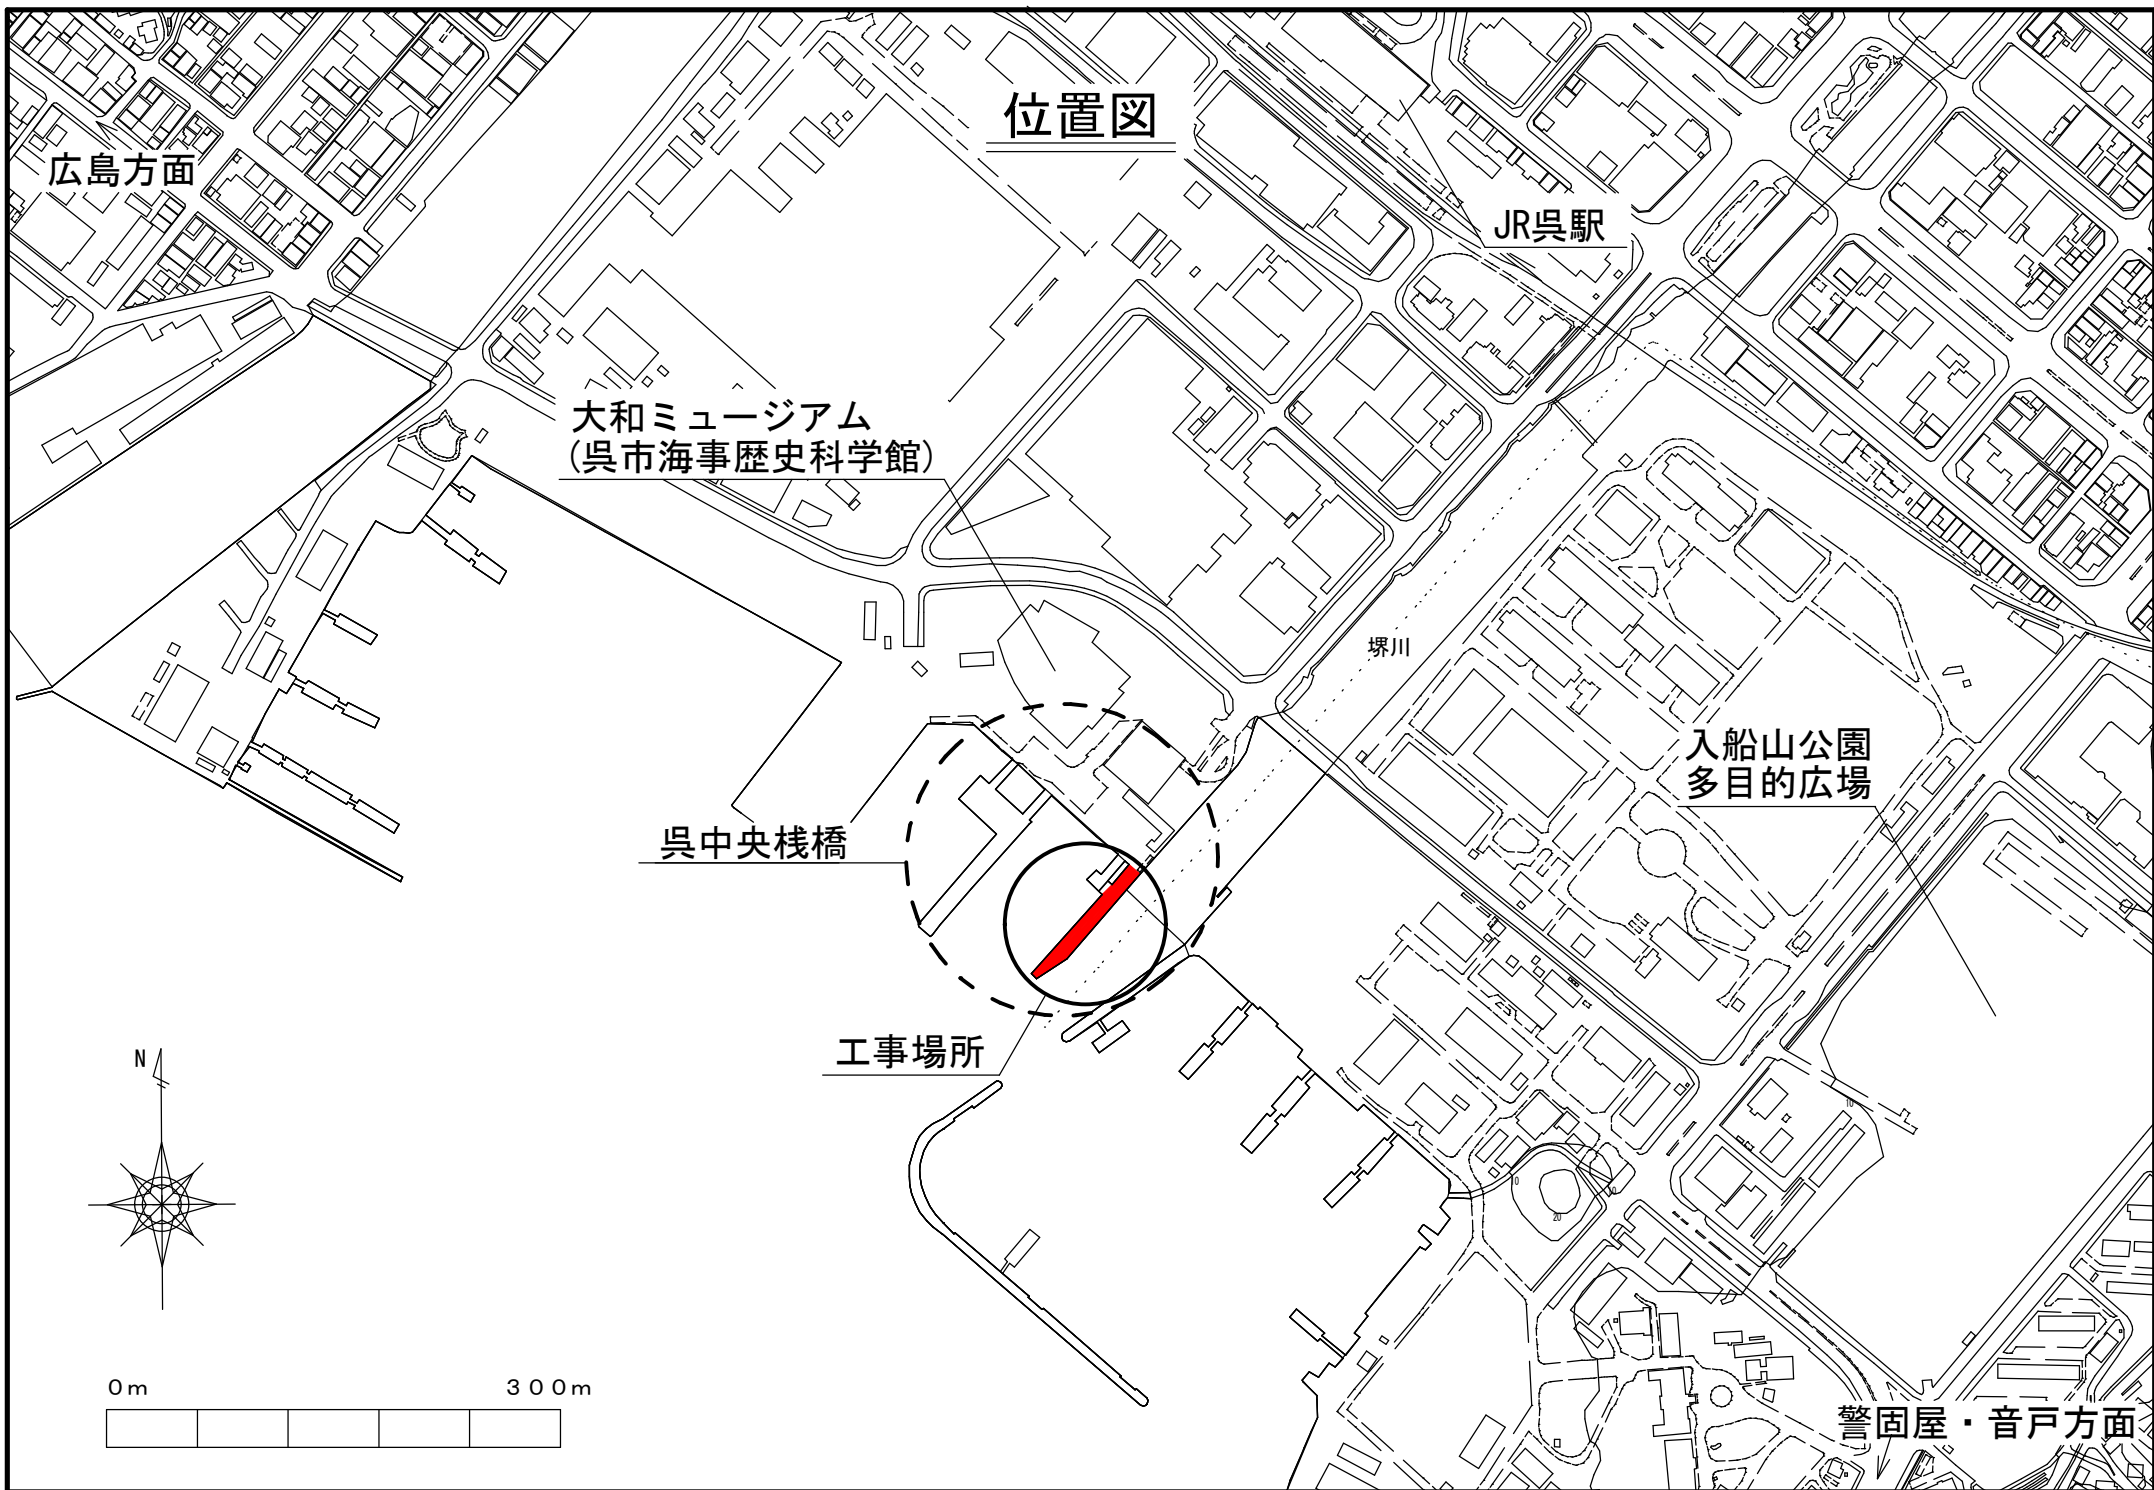 位置図
広島方面
JR呉駅
大和ミュージアム
(呉市海事歴史科学館)
堺川
入船山公園
多目的広場
呉中央桟橋
工事場所
N
10
10
20
0m
300m
警固屋・音戸方面